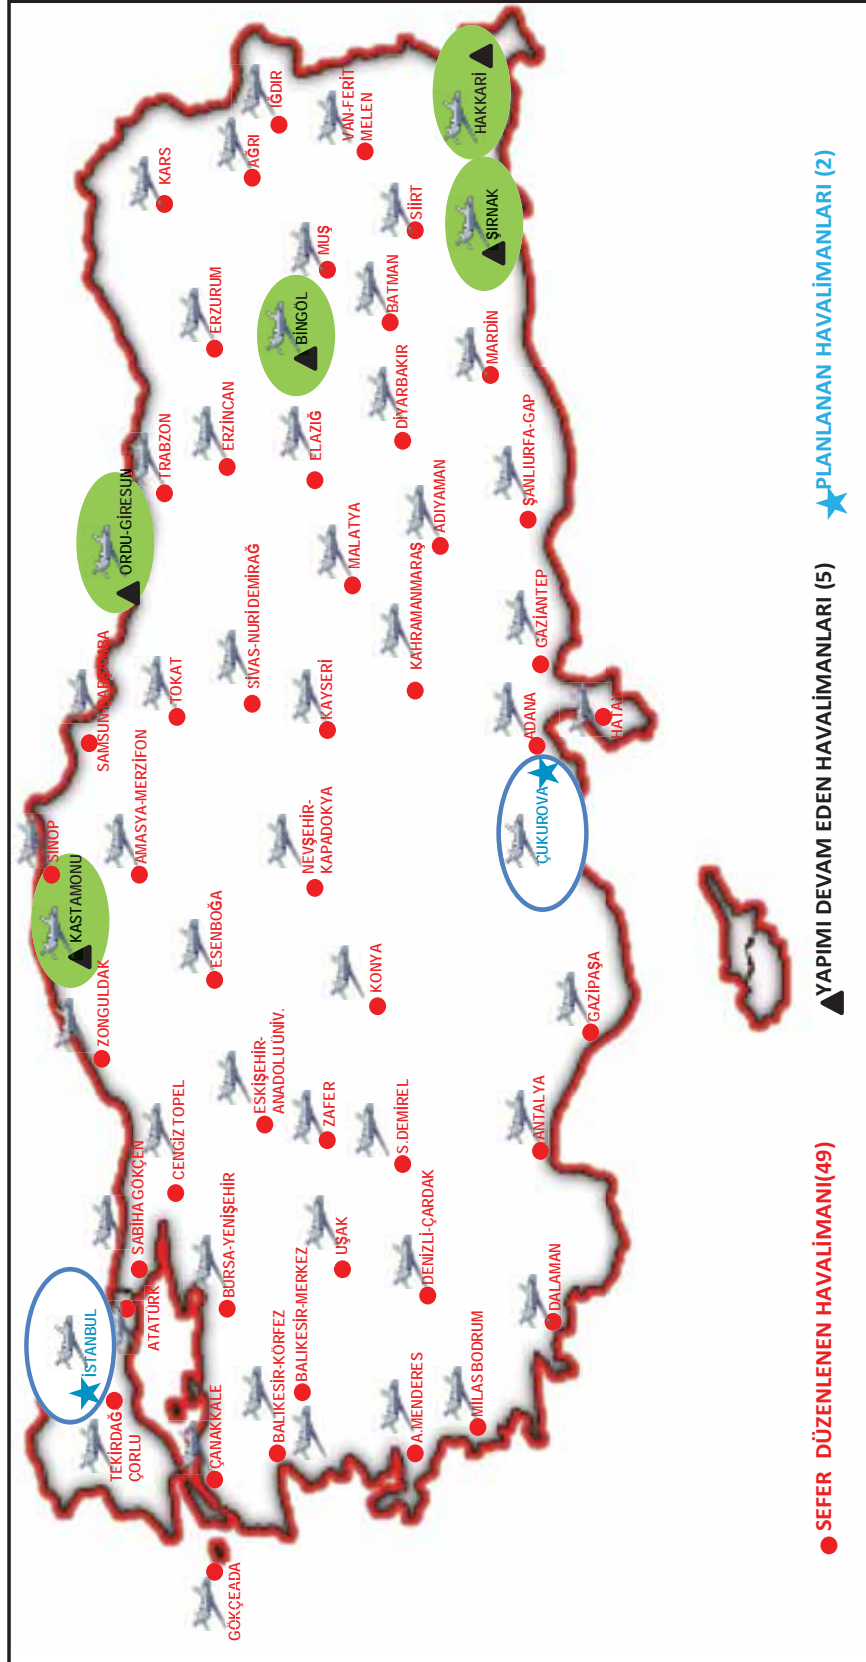 SİNOP
KASTAMONU
ZONGULDAK
SAMSUN-ÇARŞAMBA
AMASYA-MERZİFON
ORDU-GİRESUN
TRABZON
KARS
İSTANBUL
TEKİRDAĞ
ÇORLU
ATATÜRK
SABİHA GÖKÇEN
CENGİZ TOPEL
TOKAT
ESENBOĞA
ERZİNCAN
ERZURUM
AĞRI
IĞDIR
GÖKÇEADA
ÇANAKKALE
BURSA-YENİŞEHİR
ESKİŞEHİR-
ANADOLU ÜNİV.
SİVAS-NURİ DEMİRAĞ
BALIKESİR-KÖRFEZ
BALIKESİR-MERKEZ
ZAFER
NEVŞEHİR-
KAPADOKYA
KAYSERİ
ELAZIĞ
BİNGÖL
MUŞ
VAN-FERİT
MELEN
UŞAK
KONYA
MALATYA
A.MENDERES
DENİZLİ-ÇARDAK
S.DEMİREL
KAHRAMANMARAŞ
ADIYAMAN
DİYARBAKIR
BATMAN
SİİRT
MİLAS BODRUM
MARDİN
ŞIRNAK
HAKKARİ
DALAMAN
ANTALYA
GAZİPAŞA
ÇUKUROVA
ADANA
HATAY
GAZİANTEP
ŞANLIURFA-GAP
SEFER DÜZENLENEN HAVALİMANI(49)
YAPIMI DEVAM EDEN HAVALİMANLARI (5)
PLANLANAN HAVALİMANLARI (2)